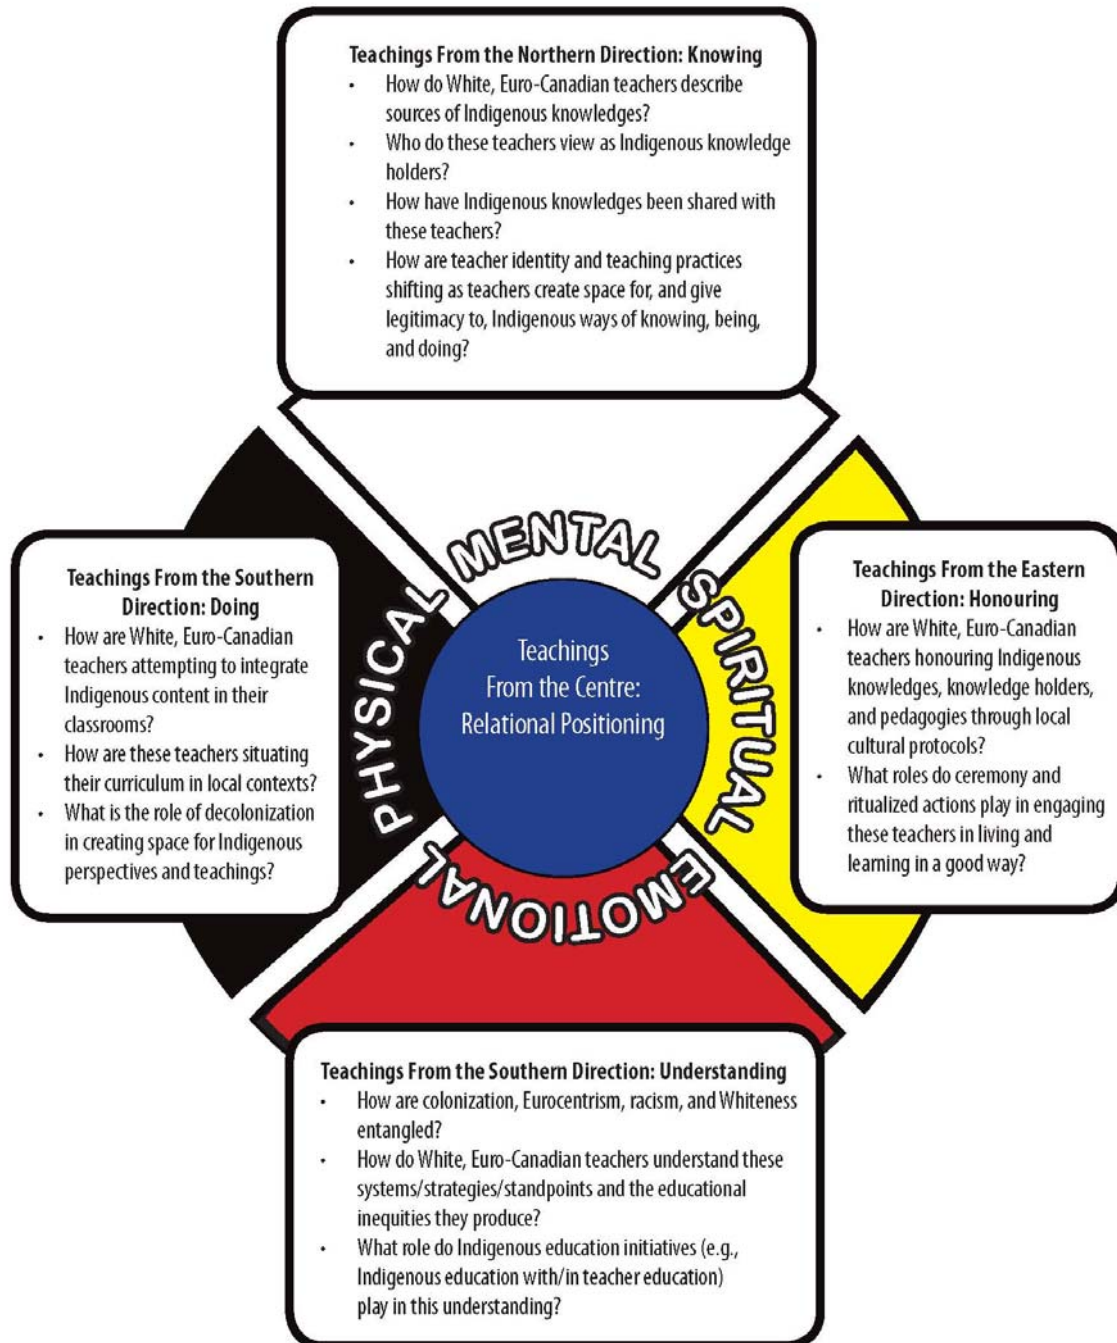 Teachings From the Northern Direction: Knowing
• How do White, Euro-Canadian teachers describe
sources of Indigenous knowledges?
• Who do these teachers view as Indigenous knowledge
holders?
• How have Indigenous knowledges been shared with
these teachers?
• How are teacher identity and teaching practices
shifting as teachers create space for, and give
legitimacy to, Indigenous ways of knowing, being,
and doing?
MENTAL
SPIRITUAL
PHYSICAL
EMOTIONAL
Teachings
From the Centre:
Relational Positioning
Teachings From the Southern
Direction: Doing
• How are White, Euro-Canadian
teachers attempting to integrate
Indigenous content in their
classrooms?
• How are these teachers situating
their curriculum in local contexts?
• What is the role of decolonization
in creating space for Indigenous
perspectives and teachings?
Teachings From the Eastern
Direction: Honouring
• How are White, Euro-Canadian
teachers honouring Indigenous
knowledges, knowledge holders,
and pedagogies through local
cultural protocols?
• What roles do ceremony and
ritualized actions play in engaging
these teachers in living and
learning in a good way?
Teachings From the Southern Direction: Understanding
• How are colonization, Eurocentrism, racism, and Whiteness
entangled?
• How do White, Euro-Canadian teachers understand these
systems/strategies/standpoints and the educational
inequities they produce?
• What role do Indigenous education initiatives (e.g.,
Indigenous education with/in teacher education)
play in this understanding?